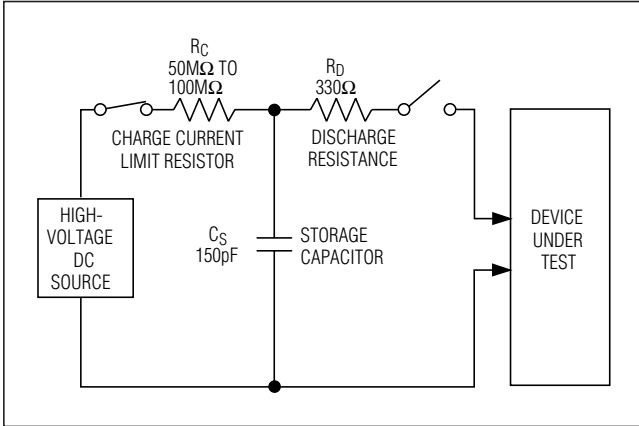 R_C
50MΩ TO
100MΩ
CHARGE CURRENT
LIMIT RESISTOR
R_D
330Ω
DISCHARGE
RESISTANCE
HIGH-
VOLTAGE
DC
SOURCE
C_S
150pF
STORAGE
CAPACITOR
DEVICE
UNDER
TEST